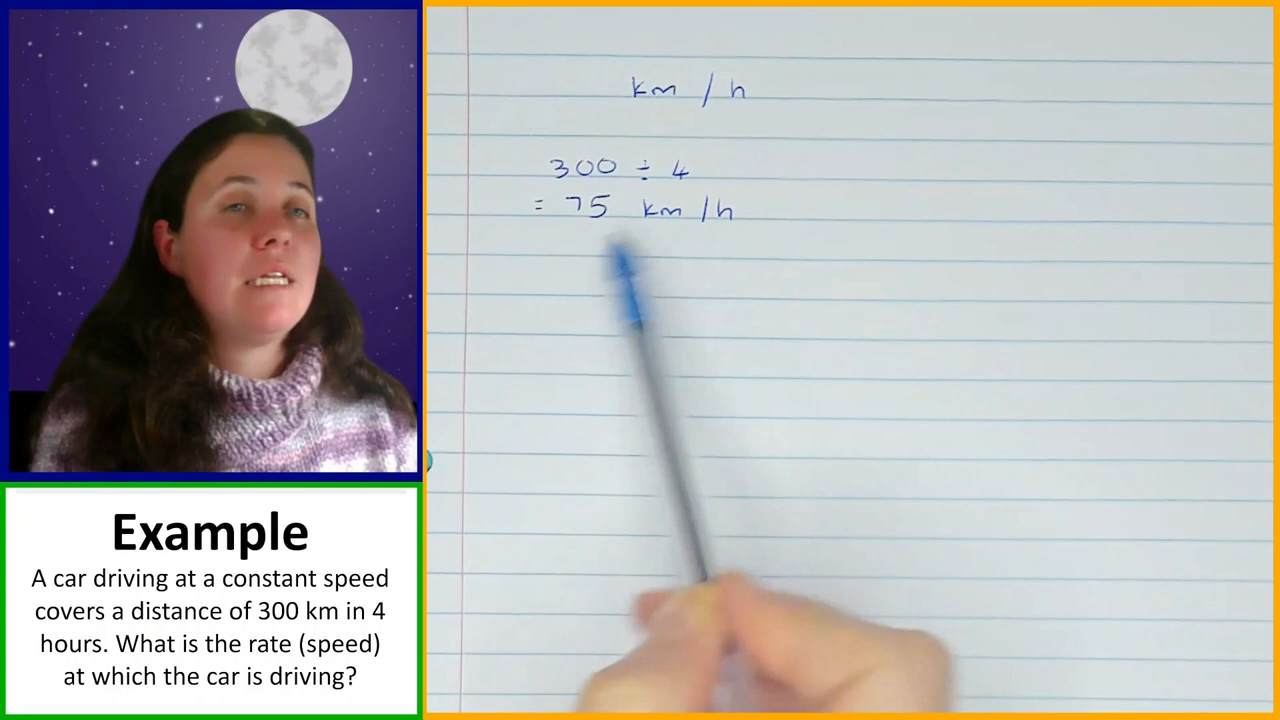 km / h
300 ÷ 4
= 75 km/h
Example
A car driving at a constant speed
covers a distance of 300 km in 4
hours. What is the rate (speed)
at which the car is driving?